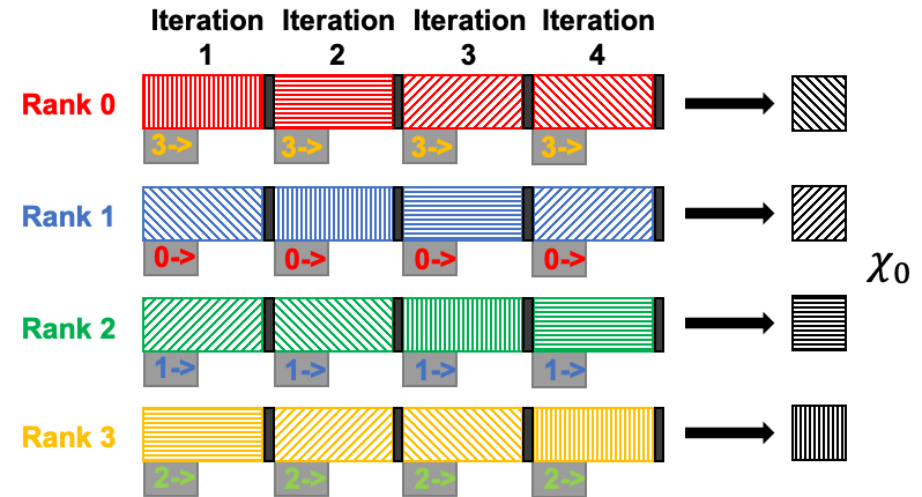 Iteration Iteration Iteration Iteration
1 2 3 4
Rank 0
3-> 3-> 3-> 3->
Rank 1
0-> 0-> 0-> 0->
χ0
Rank 2
1-> 1-> 1-> 1->
Rank 3
2-> 2-> 2-> 2->